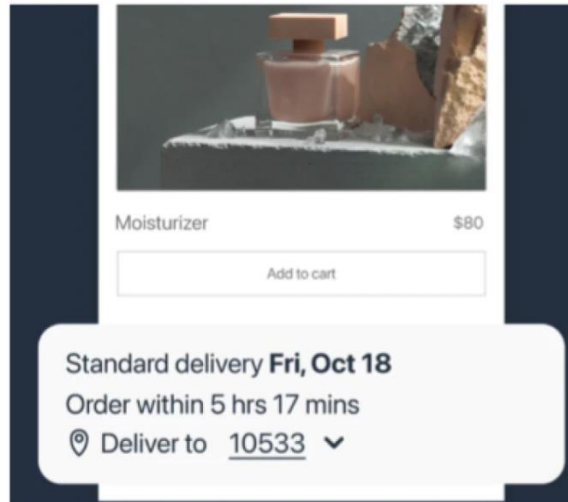 Moisturizer $80
Add to cart
Standard delivery Fri, Oct 18
Order within 5 hrs 17 mins
Deliver to 10533